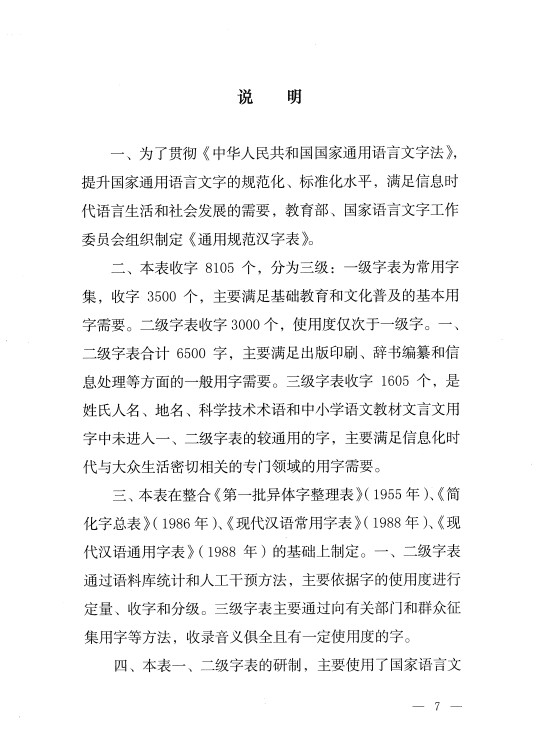 说 明
一、为了贯彻《中华人民共和国国家通用语言文字法》，
提升国家通用语言文字的规范化、标准化水平，满足信息时
代语言生活和社会发展的需要，教育部、国家语言文字工作
委员会组织制定《通用规范汉字表》。
二、本表收字 8105 个，分为三级：一级字表为常用字
集，收字 3500 个，主要满足基础教育和文化普及的基本用
字需要。二级字表收字3000个，使用度仅次于一级字。一、
二级字表合计 6500 字，主要满足出版印刷、辞书编纂和信
息处理等方面的一般用字需要。三级字表收字 1605 个，是
姓氏人名、地名、科学技术术语和中小学语文教材文言文用
字中未进入一、二级字表的较通用的字，主要满足信息化时
代与大众生活密切相关的专门领域的用字需要。
三、本表在整合《第一批异体字整理表》（1955年）、《简
化字总表》（1986年）、《现代汉语常用字表》（1988年）、《现
代汉语通用字表》（1988 年）的基础上制定。一、二级字表
通过语料库统计和人工干预方法，主要依据字的使用度进行
定量、收字和分级。三级字表主要通过向有关部门和群众征
集用字等方法，收录音义俱全且有一定使用度的字。
四、本表一、二级字表的研制，主要使用了国家语言文
— 7 —